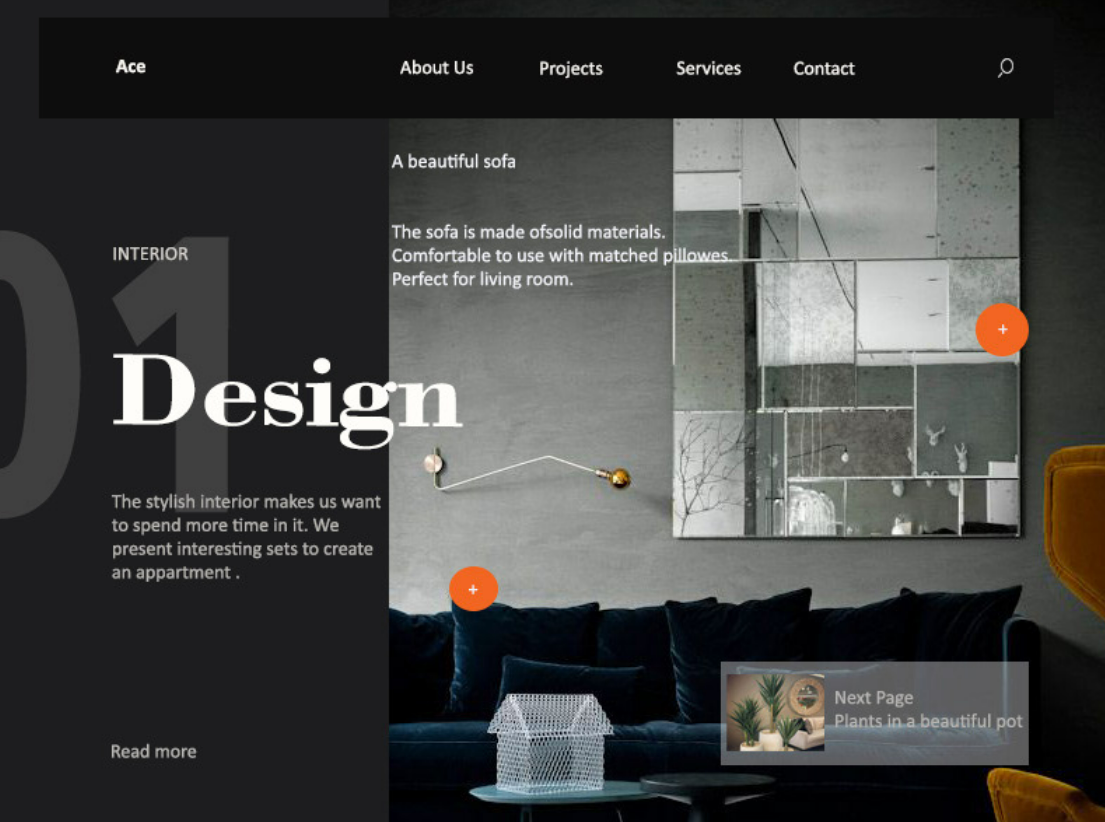 Ace
About Us
Projects
Services
Contact
A beautiful sofa
The sofa is made ofsolid materials.
Comfortable to use with matched pillowes.
Perfect for living room.
01
INTERIOR
Design
The stylish interior makes us want
to spend more time in it. We
present interesting sets to create
an appartment .
Read more
+
+
Next Page
Plants in a beautiful pot